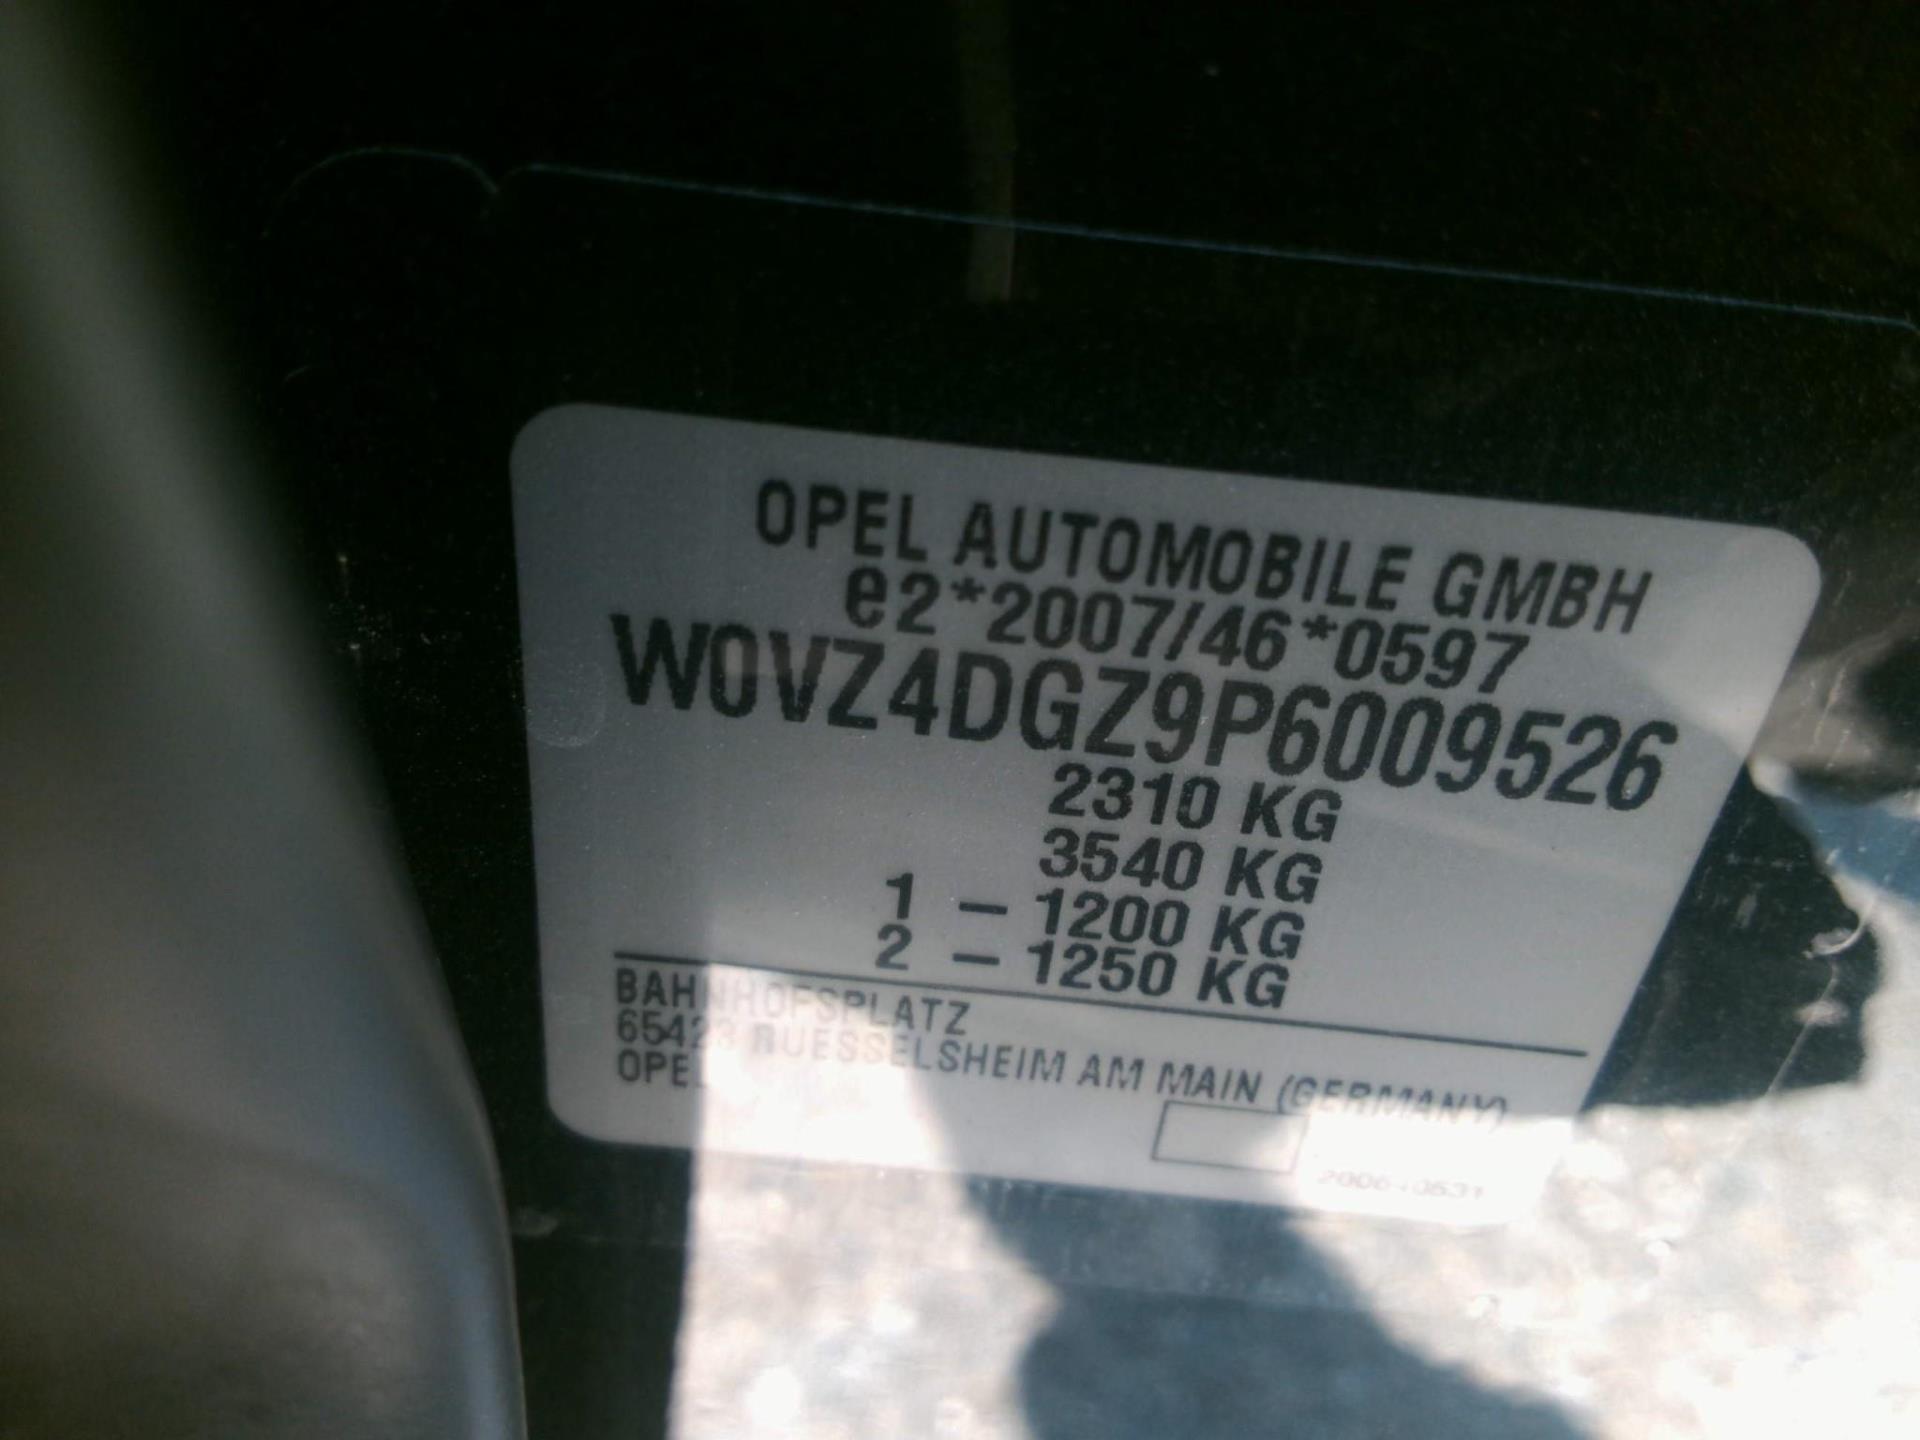 OPEL AUTOMOBILE GMBH
e2*2007/46*0597
W0VZ4DGZ9P6009526
2310 KG
3540 KG
1 – 1200 KG
2 – 1250 KG
BAHNHOFSPLATZ
65423 RUESSELSHEIM AM MAIN (GERMANY)